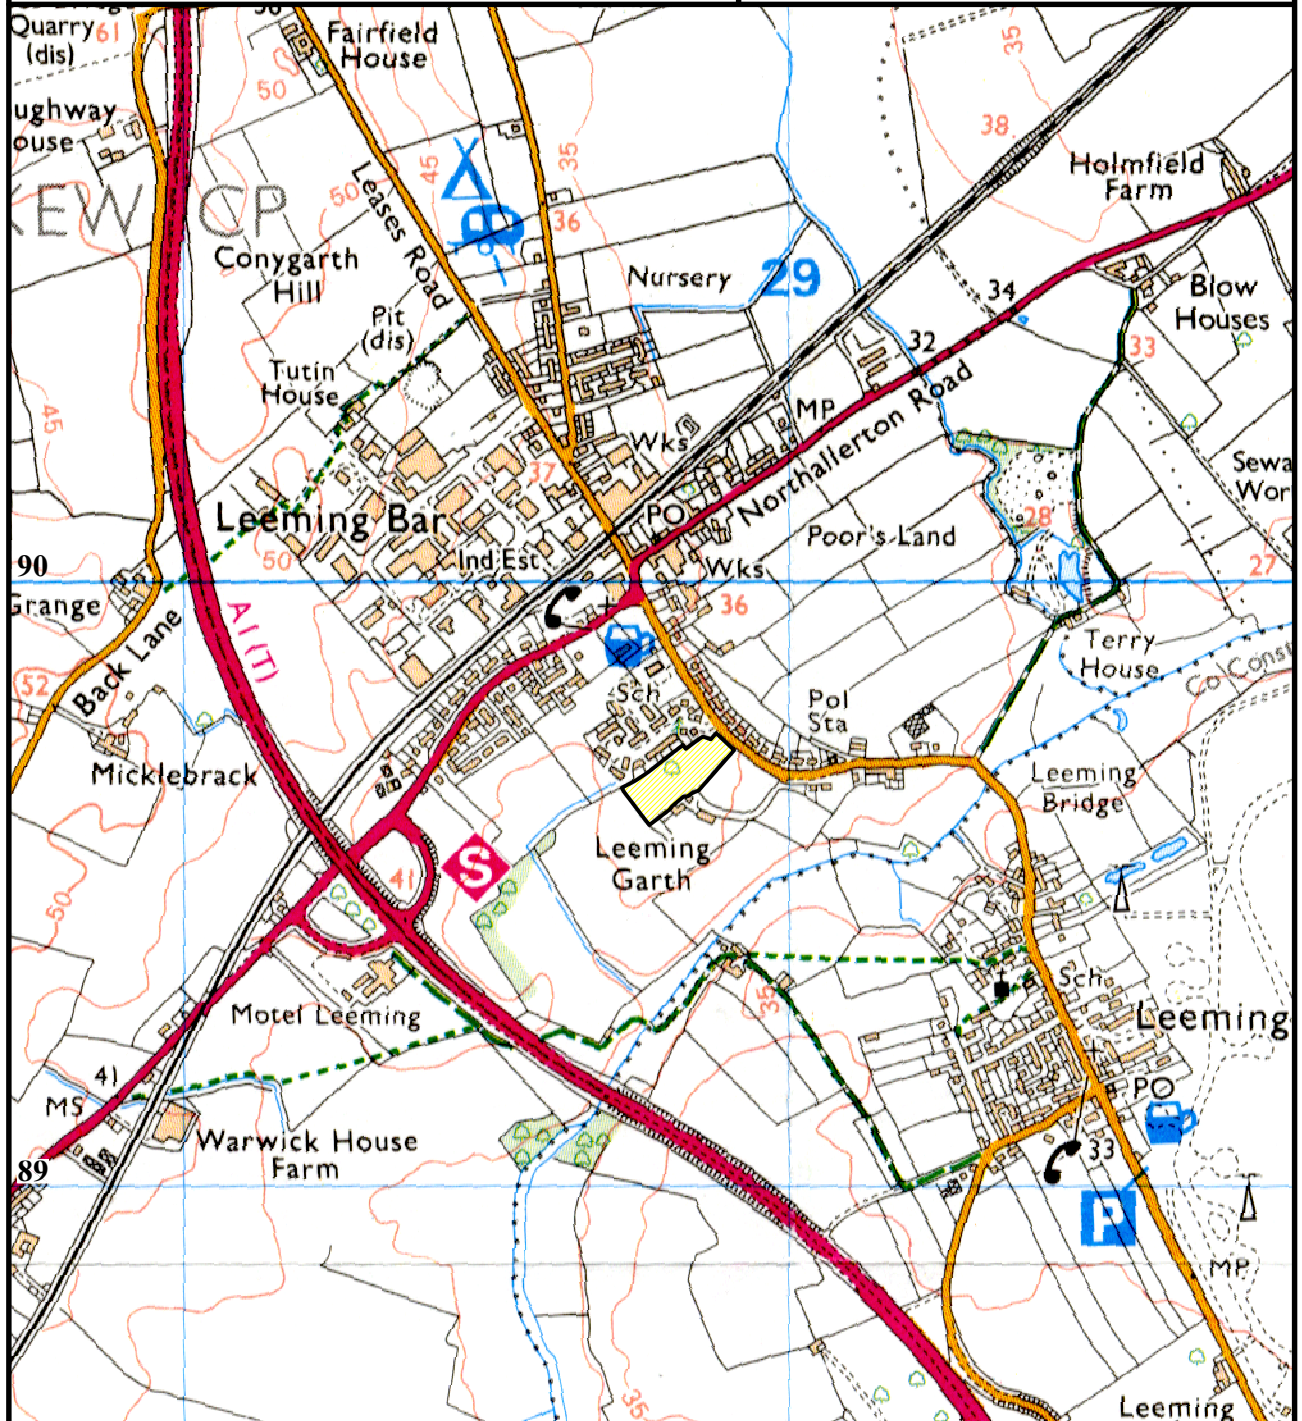 Quarry
(dis)
61
50
Fairfield
House
35
38
ughway
ouse
KEW CP
50
45
35
36
Leases Road
Holmfield
Farm
Conygarth
Hill
Nursery
29
34
Blow
Houses
Pit
(dis)
32
33
Tutin
House
45
MP
Northallerton Road
Wks
37
Sewa
Wor
Leeming Bar
PO
28
Poor's Land
50
Ind Est
Wks
27
90
Grange
36
A1(T)
Back Lane
Terry
House
Co Const
52
Sch
Pol
Sta
Micklebrack
Leeming
Bridge
Leeming
Garth
S
41
50
35
Sch
Motel Leeming
Leeming
41
MS
PO
Warwick House
Farm
33
89
P
MP
35
Leeming